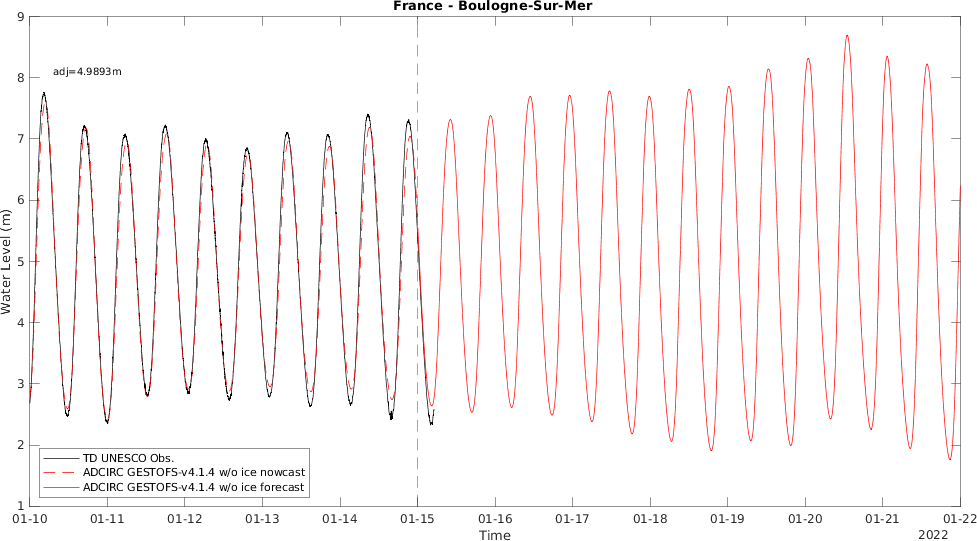 France - Boulogne-Sur-Mer
adj=4.9893m
Water Level (m)
9
8
7
6
5
4
3
2
1
TD UNESCO Obs.
ADCIRC GESTOFS-v4.1.4 w/o ice nowcast
ADCIRC GESTOFS-v4.1.4 w/o ice forecast
01-10 01-11 01-12 01-13 01-14 01-15 01-16 01-17 01-18 01-19 01-20 01-21 01-22
Time
2022